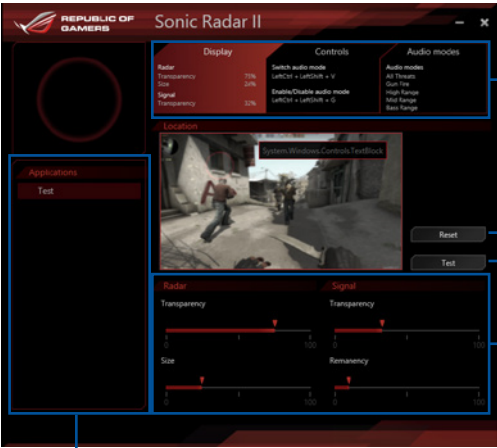 REPUBLIC OF
GAMERS
Sonic Radar II
Display
Controls
Audio modes
Radar
Transparency 75%
Size 24%
Signal
Transparency 32%
Switch audio mode
LeftCtrl + LeftShift + V
Enable/Disable audio mode
LeftCtrl + LeftShift + G
Audio modes
All Threats
Gun Fire
High Range
Mid Range
Bass Range
Location
System.Windows.Controls.TextBlock
Applications
Test
Reset
Test
Radar
Transparency
0 100
Size
0 100
Signal
Transparency
0 100
Remanency
0 100